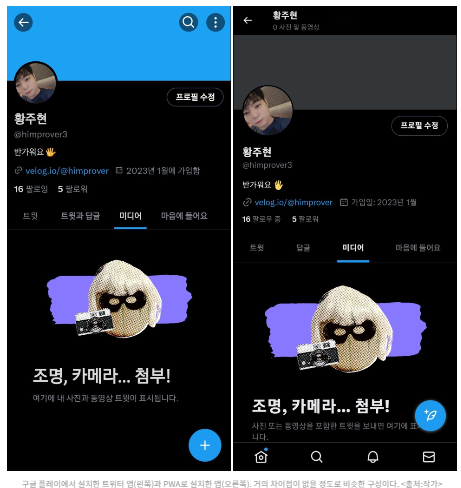 프로필 수정
황주현
@himprover3
반가워요 🖐
velog.io/@himprover 2023년 1월에 가입함
16 팔로잉 5 팔로워
트윗 트윗과 답글 미디어 마음에 들어요
조명, 카메라... 첨부!
여기에 내 사진과 동영상 트윗이 표시됩니다.
황주현
0 사진 및 동영상
프로필 수정
황주현
@himprover3
반가워요 🖐
velog.io/@himprover 가입일: 2023년 1월
16 팔로우 중 5 팔로워
트윗 답글 미디어 마음에 들어요
조명, 카메라... 첨부!
사진 또는 동영상을 포함한 트윗을 보내면 여기에 표
니다.
구글 플레이에서 설치한 트위터 앱(왼쪽)과 PWA로 설치한 앱(오른쪽). 거의 차이점이 없을 정도로 비슷한 구성이다. <출처:작가>